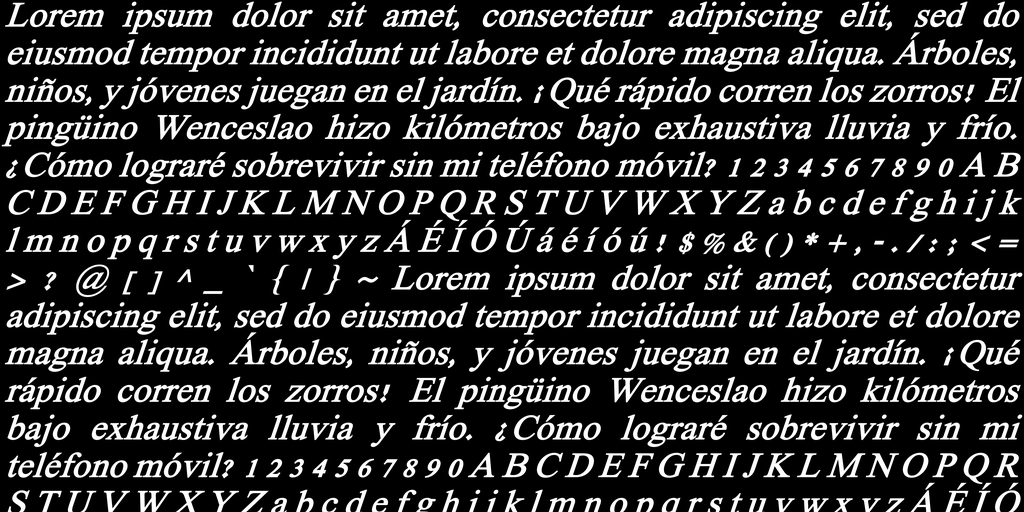 Lorem ipsum dolor sit amet, consectetur adipiscing elit, sed do
eiusmod tempor incididunt ut labore et dolore magna aliqua. Árboles,
niños, y jóvenes juegan en el jardín. ¡Qué rápido corren los zorros! El
pingüino Wenceslao hizo kilómetros bajo exhaustiva lluvia y frío.
¿Cómo lograré sobrevivir sin mi teléfono móvil? 1 2 3 4 5 6 7 8 9 0 A B
C D E F G H I J K L M N O P Q R S T U V W X Y Z a b c d e f g h i j k
l m n o p q r s t u v w x y z Á É Í Ó Ú á é í ó ú ! $ % & ( ) * + , - . / : ; < =
> ? @ [ ] ^ _ ` { | } ~ Lorem ipsum dolor sit amet, consectetur
adipiscing elit, sed do eiusmod tempor incididunt ut labore et dolore
magna aliqua. Árboles, niños, y jóvenes juegan en el jardín. ¡Qué
rápido corren los zorros! El pingüino Wenceslao hizo kilómetros
bajo exhaustiva lluvia y frío. ¿Cómo lograré sobrevivir sin mi
teléfono móvil? 1 2 3 4 5 6 7 8 9 0 A B C D E F G H I J K L M N O P Q R
S T U V W X Y Z a b c d e f g h i j k l m n o p q r s t u v w x y z Á É Í Ó